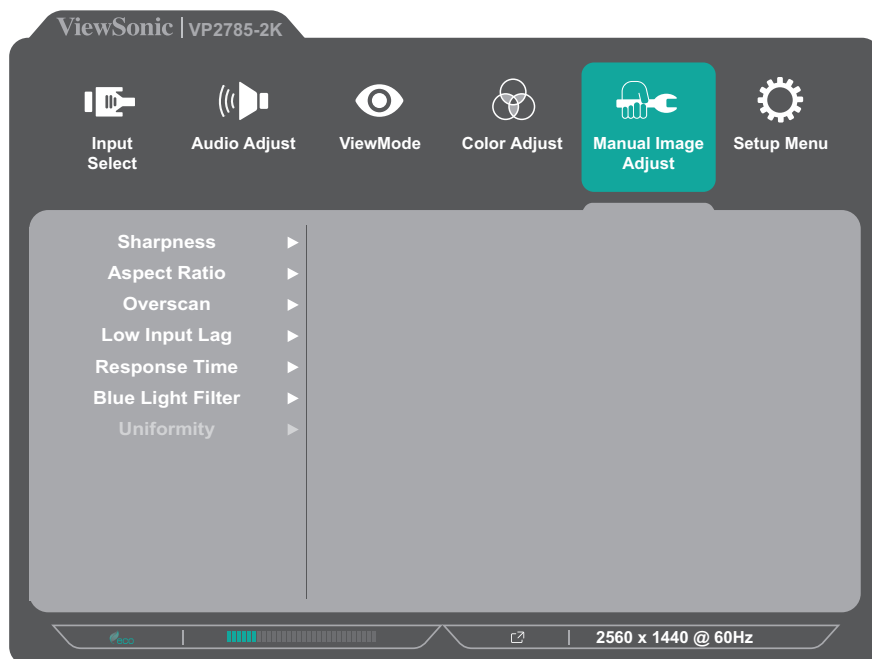 ViewSonic | VP2785-2K
Input
Select
Audio Adjust
ViewMode
Color Adjust
Manual Image
Adjust
Setup Menu
Sharpness
Aspect Ratio
Overscan
Low Input Lag
Response Time
Blue Light Filter
Uniformity
eco
2560 x 1440 @ 60Hz